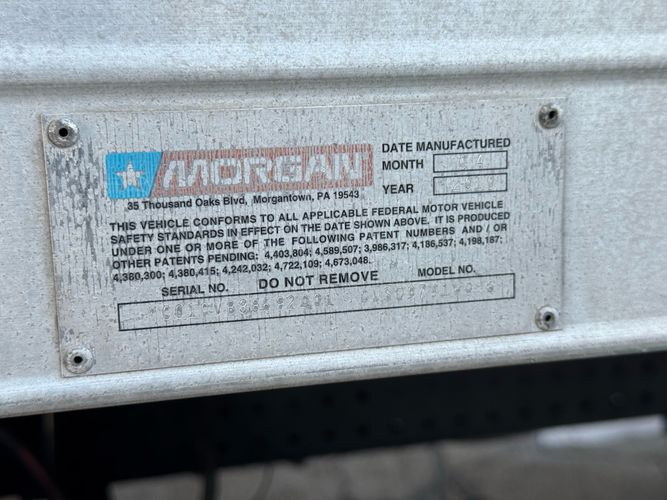 MORGAN
35 Thousand Oaks Blvd, Morgantown, PA 19543
DATE MANUFACTURED
MONTH
YEAR
THIS VEHICLE CONFORMS TO ALL APPLICABLE FEDERAL MOTOR VEHICLE
SAFETY STANDARDS IN EFFECT ON THE DATE SHOWN ABOVE. IT IS PRODUCED
UNDER ONE OR MORE OF THE FOLLOWING PATENT NUMBERS AND / OR
OTHER PATENTS PENDING: 4,403,804; 4,589,507; 3,986,317; 4,186,537; 4,198,187;
4,380,300; 4,380,415; 4,242,032; 4,722,109; 4,673,048.
SERIAL NO. DO NOT REMOVE MODEL NO.